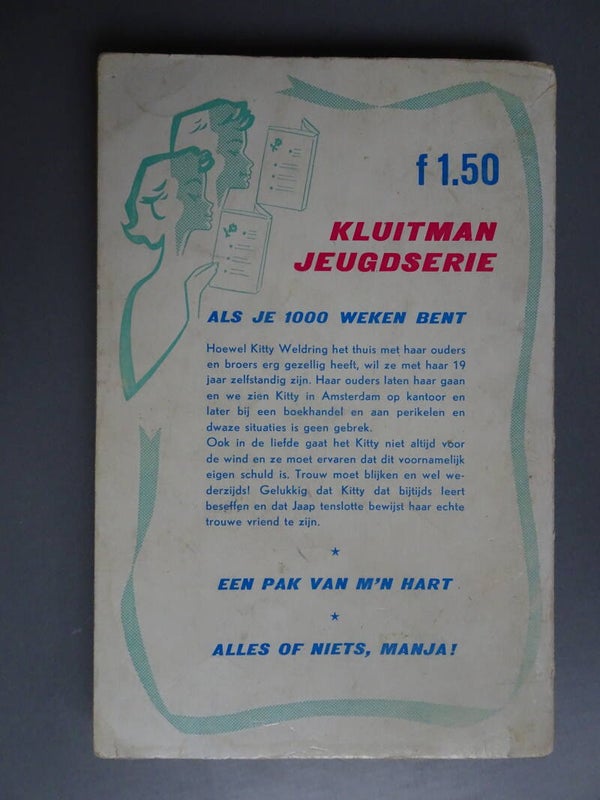 f 1.50
KLUITMAN
JEUGDSERIE
ALS JE 1000 WEKEN BENT
Hoewel Kitty Weldring het thuis met haar ouders
en broers erg gezellig heeft, wil ze met haar 19
jaar zelfstandig zijn. Haar ouders laten haar gaan
en we zien Kitty in Amsterdam op kantoor en
later bij een boekhandel en aan perikelen en
dwaze situaties is geen gebrek.
Ook in de liefde gaat het Kitty niet altijd vóor
de wind en ze moet ervaren dat dit voornamelijk
eigen schuld is. Trouw moet blijken en wel we-
derzijds! Gelukkig dat Kitty dat bijtijds leert
beseffen en dat Jaap tenslotte bewijst haar echte
trouwe vriend te zijn.
EEN PAK VAN M'N HART
ALLES OF NIETS, MANJA!